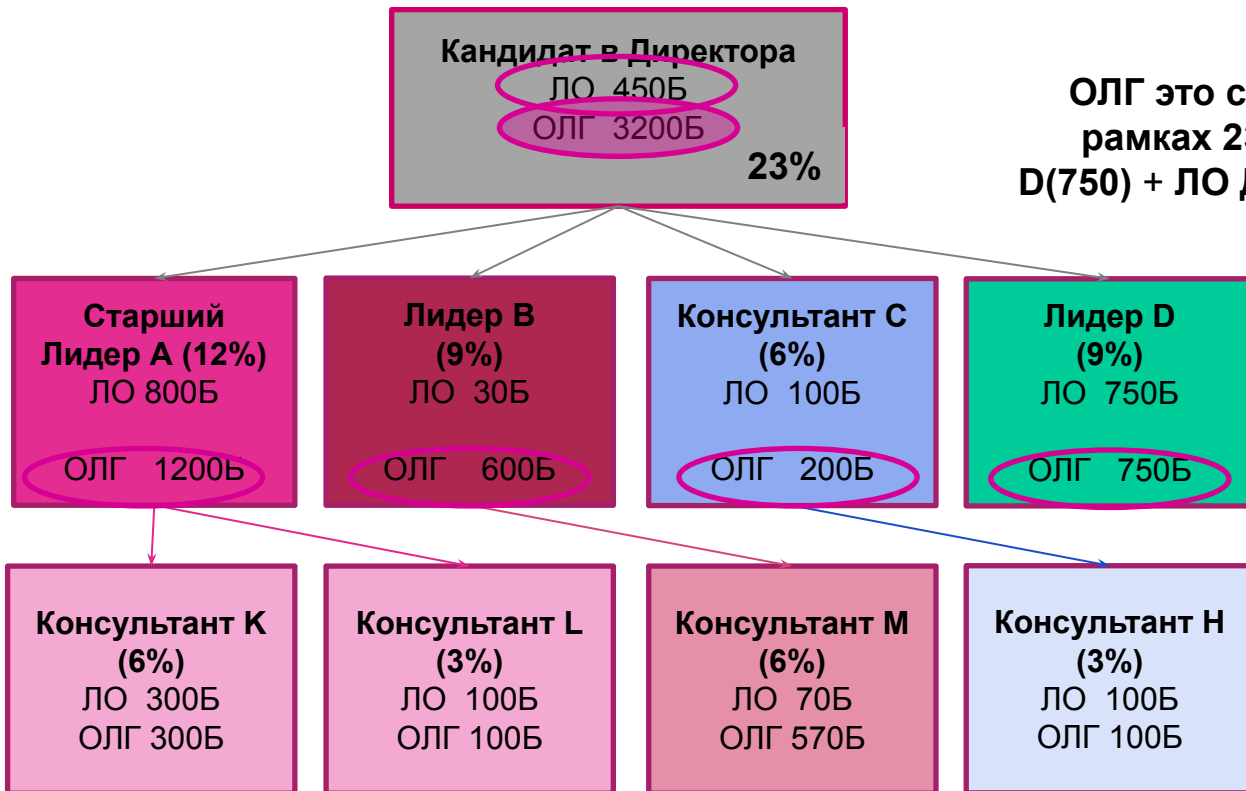 Кандидат в Директора
ЛО 450Б
ОЛГ 3200Б
23%
ОЛГ это с
рамках 23
D(750) + ЛО Д
Старший
Лидер А (12%)
ЛО 800Б
ОЛГ 1200Б
Лидер В
(9%)
ЛО 30Б
ОЛГ 600Б
Консультант С
(6%)
ЛО 100Б
ОЛГ 200Б
Лидер D
(9%)
ЛО 750Б
ОЛГ 750Б
Консультант K
(6%)
ЛО 300Б
ОЛГ 300Б
Консультант L
(3%)
ЛО 100Б
ОЛГ 100Б
Консультант М
(6%)
ЛО 70Б
ОЛГ 570Б
Консультант Н
(3%)
ЛО 100Б
ОЛГ 100Б